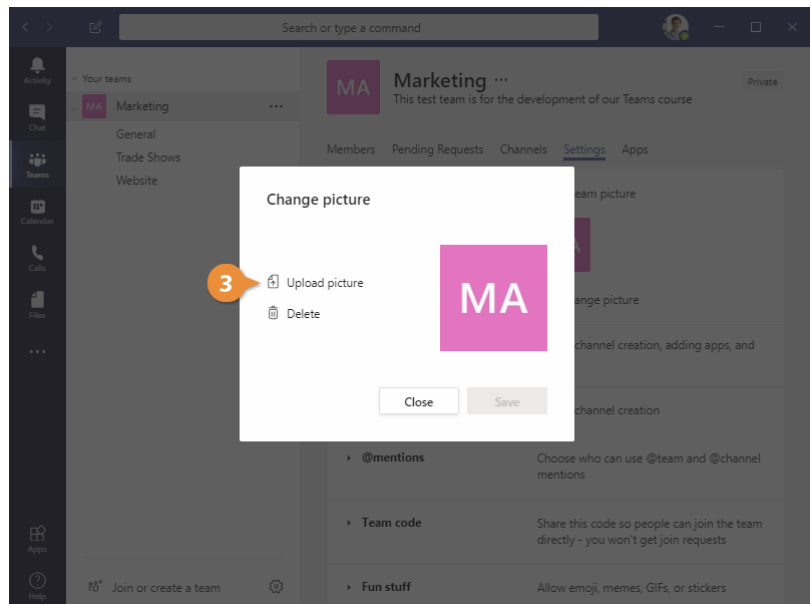 Search or type a command
Activity
Chat
Teams
Calendar
Calls
Files
Apps
Help
Your teams
MA Marketing
General
Trade Shows
Website
Join or create a team
MA
Marketing
This test team is for the development of our Teams course
Private
Members Pending Requests Channels Settings Apps
eam picture
ange picture
channel creation, adding apps, and
channel creation
@mentions
Choose who can use @team and @channel
mentions
Team code
Share this code so people can join the team
directly - you won't get join requests
Fun stuff
Allow emoji, memes, GIFs, or stickers
Change picture
3
Upload picture
Delete
MA
Close Save